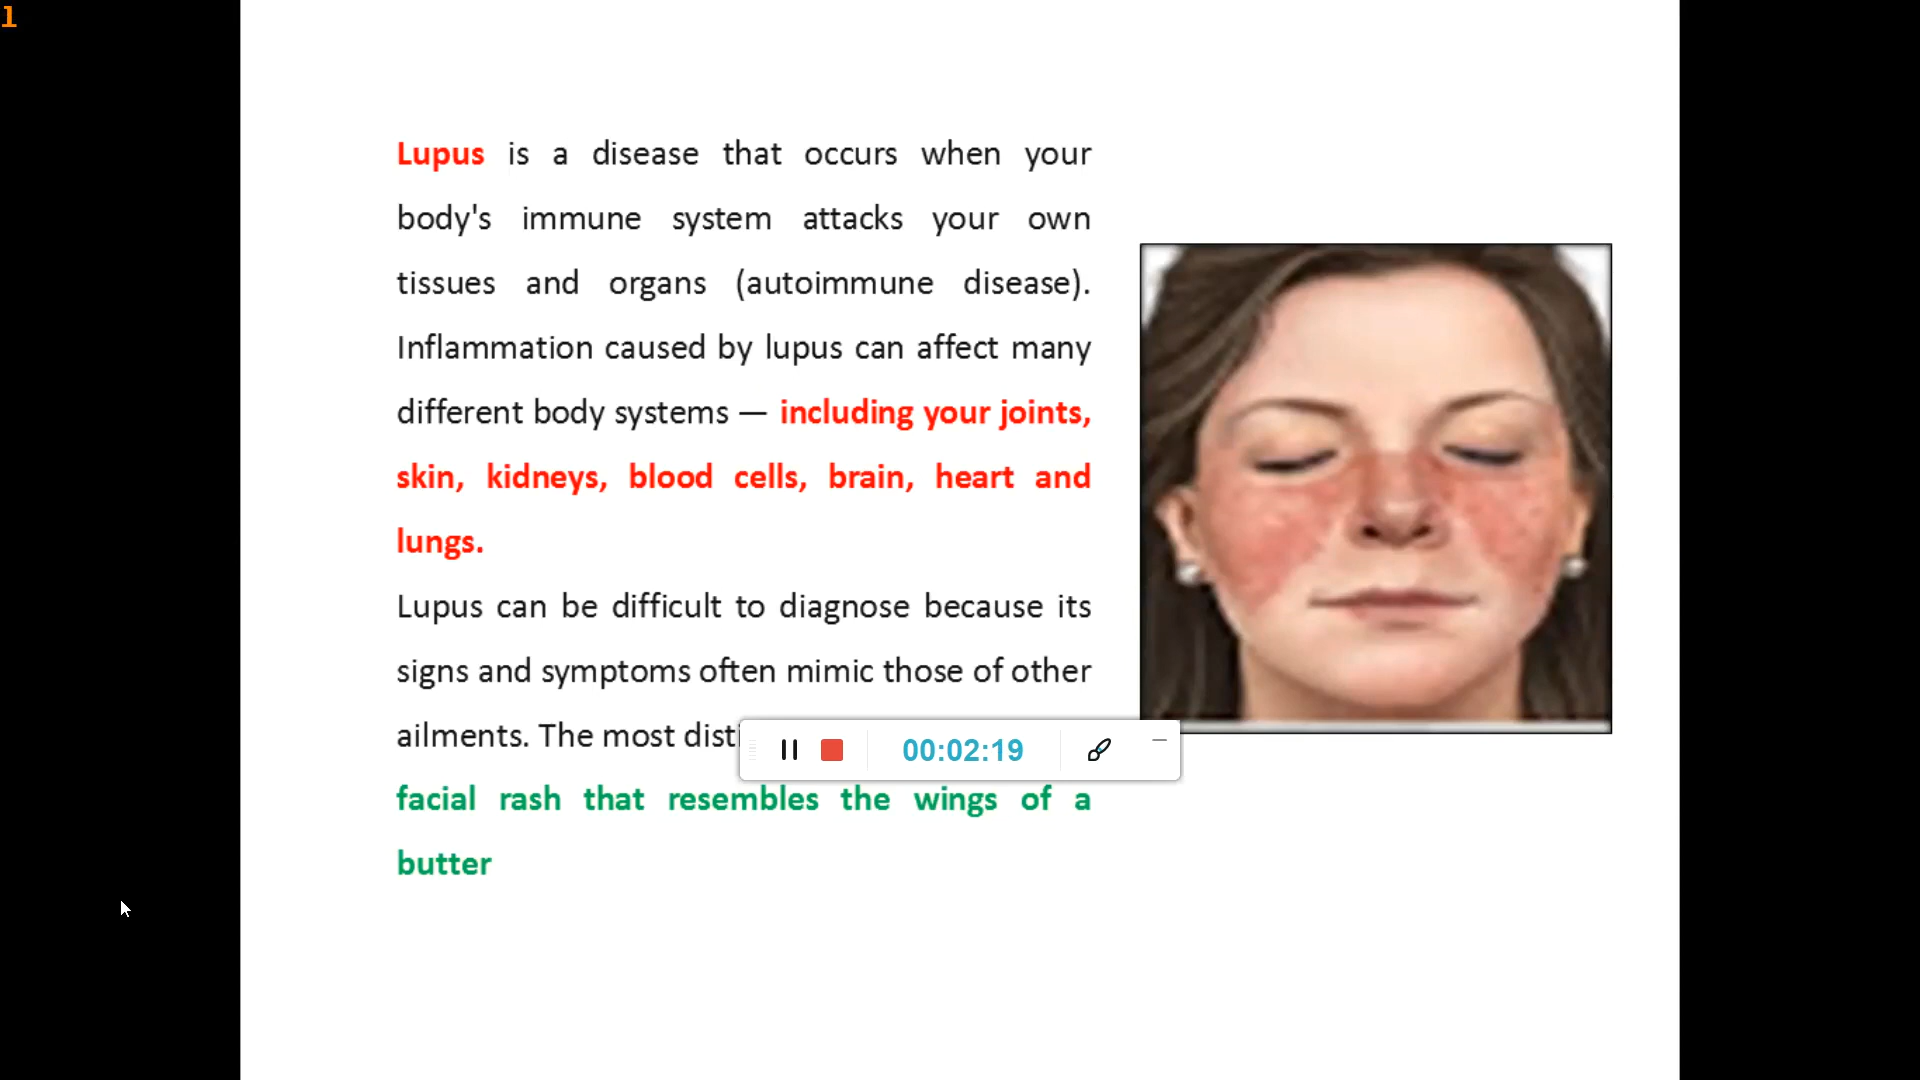 1
Lupus is a disease that occurs when your
body's immune system attacks your own
tissues and organs (autoimmune disease).
Inflammation caused by lupus can affect many
different body systems — including your joints,
skin, kidneys, blood cells, brain, heart and
lungs.
Lupus can be difficult to diagnose because its
signs and symptoms often mimic those of other
ailments. The most
00:02:19
facial rash that resembles the wings of a
butter